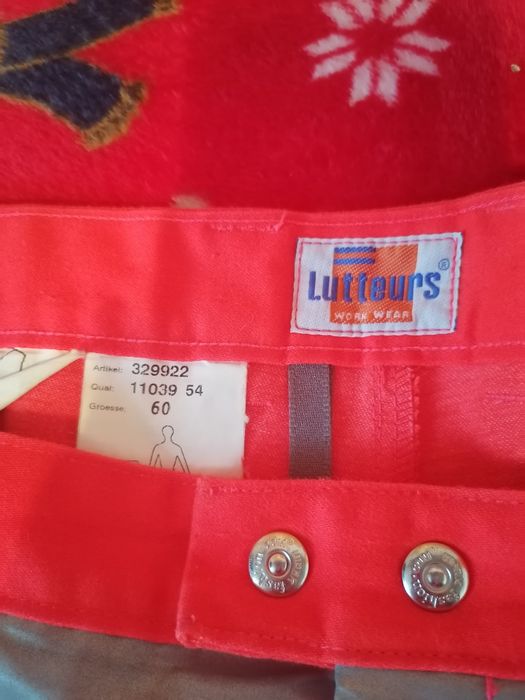 Lutteurs ®
WORK WEAR
Artikel: 329922
Qual: 11039 54
Groesse: 60